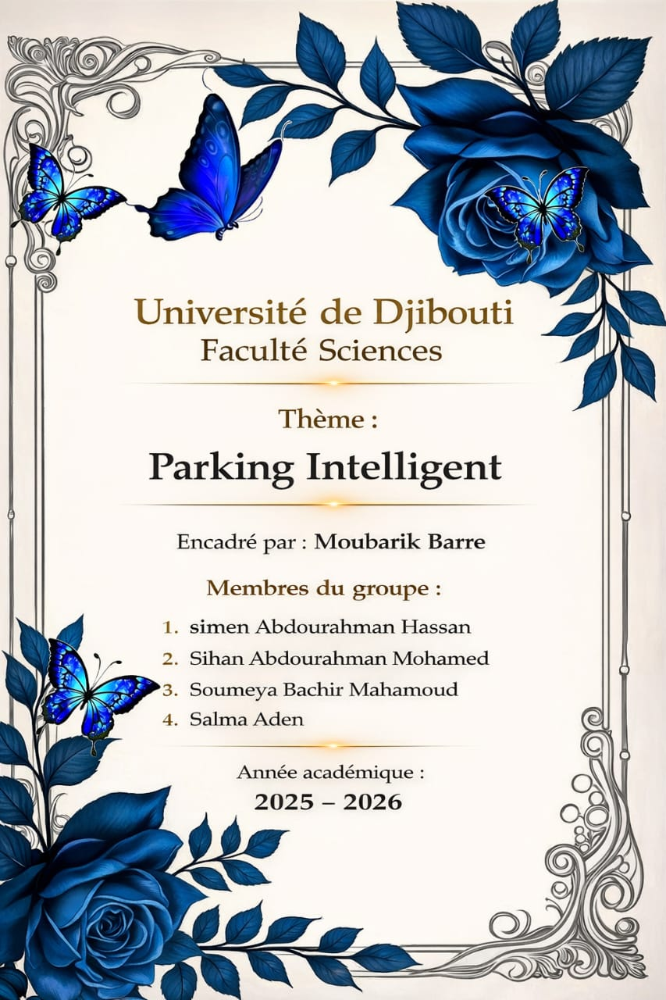 Université de Djibouti
Faculté Sciences
Thème :
Parking Intelligent
Encadré par : Moubarik Barre
Membres du groupe :
1. simen Abdourahman Hassan
2. Sihan Abdourahman Mohamed
3. Soumeya Bachir Mahamoud
4. Salma Aden
Année académique :
2025 – 2026